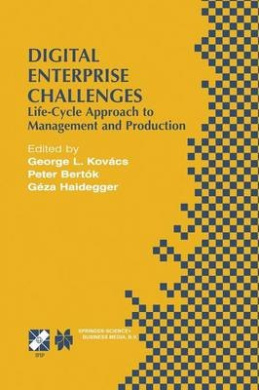 DIGITAL
ENTERPRISE
CHALLENGES
Life-Cycle Approach to
Management and Production
Edited by
George L. Kovács
Peter Bertók
Géza Haidegger
SPRINGER SCIENCE+
BUSINESS MEDIA, B.V.
IFIP